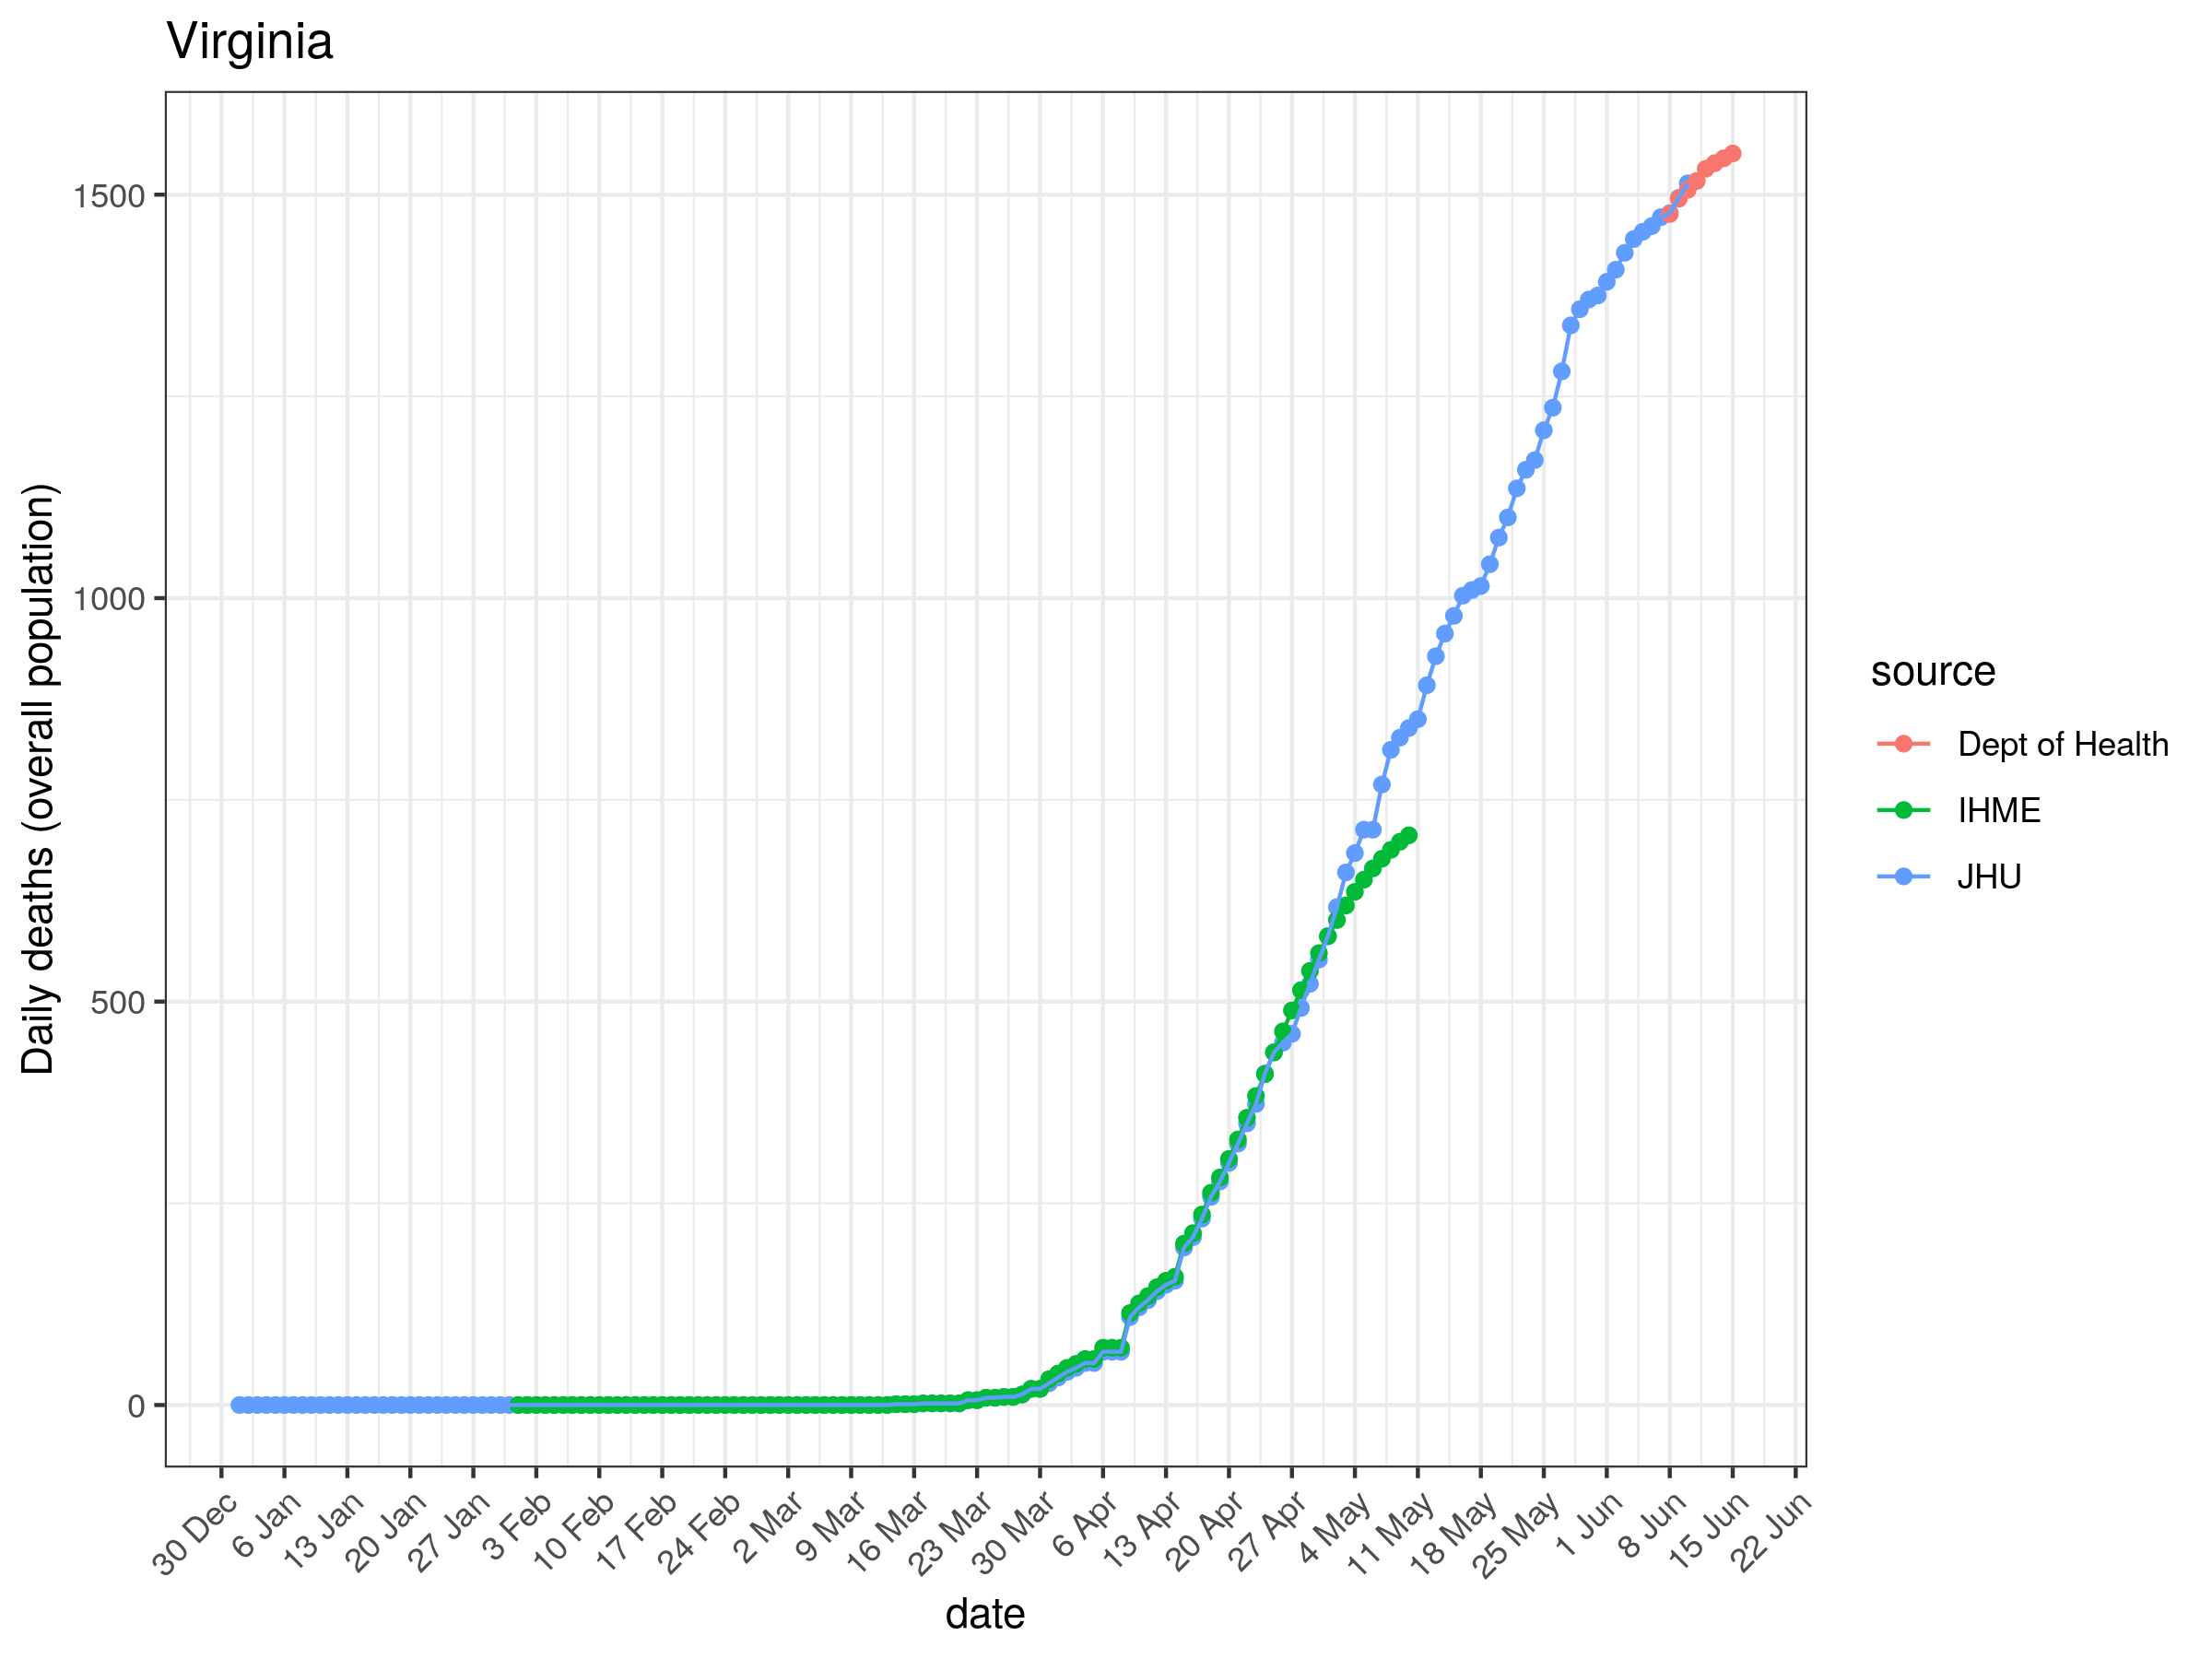 Virginia
Daily deaths (overall population)
1500
1000
500
0
30 Dec
6 Jan
13 Jan
20 Jan
27 Jan
3 Feb
10 Feb
17 Feb
24 Feb
2 Mar
9 Mar
16 Mar
23 Mar
30 Mar
6 Apr
13 Apr
20 Apr
27 Apr
4 May
11 May
18 May
25 May
1 Jun
8 Jun
15 Jun
22 Jun
date
source
Dept of Health
IHME
JHU